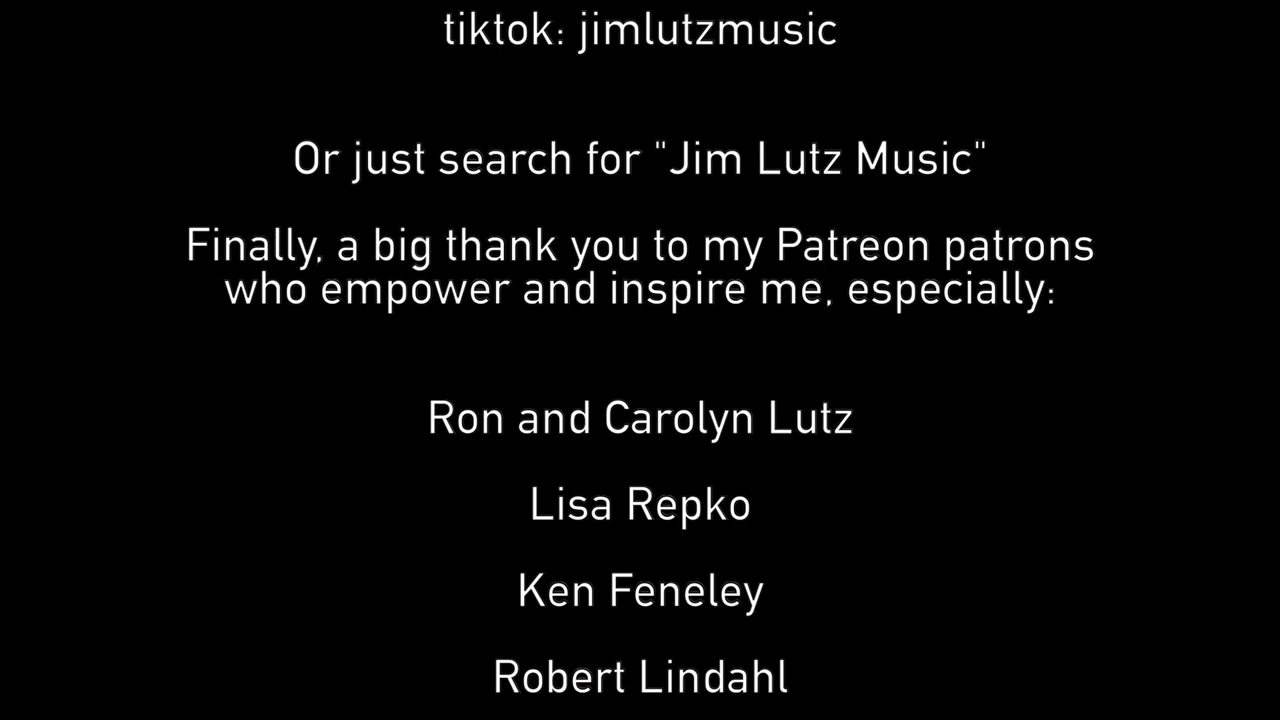 tiktok: jimlutzmusic
Or just search for "Jim Lutz Music"
Finally, a big thank you to my Patreon patrons
who empower and inspire me, especially:
Ron and Carolyn Lutz
Lisa Repko
Ken Feneley
Robert Lindahl